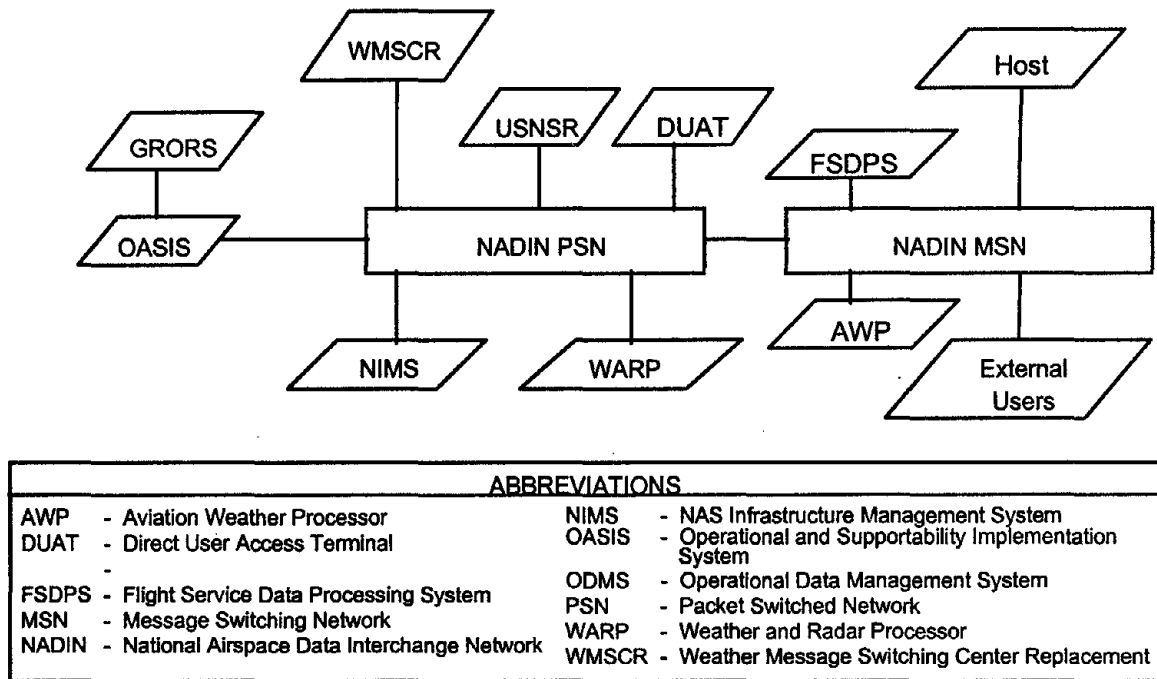 WMSCR
Host
GRORS
USNSR
DUAT
FSDPS
OASIS
NADIN PSN
NADIN MSN
NIMS
WARP
AWP
External
Users
ABBREVIATIONS
AWP - Aviation Weather Processor
DUAT - Direct User Access Terminal
-
FSDPS - Flight Service Data Processing System
MSN - Message Switching Network
NADIN - National Airspace Data Interchange Network
NIMS - NAS Infrastructure Management System
OASIS - Operational and Supportability Implementation
System
ODMS - Operational Data Management System
PSN - Packet Switched Network
WARP - Weather and Radar Processor
WMSCR - Weather Message Switching Center Replacement